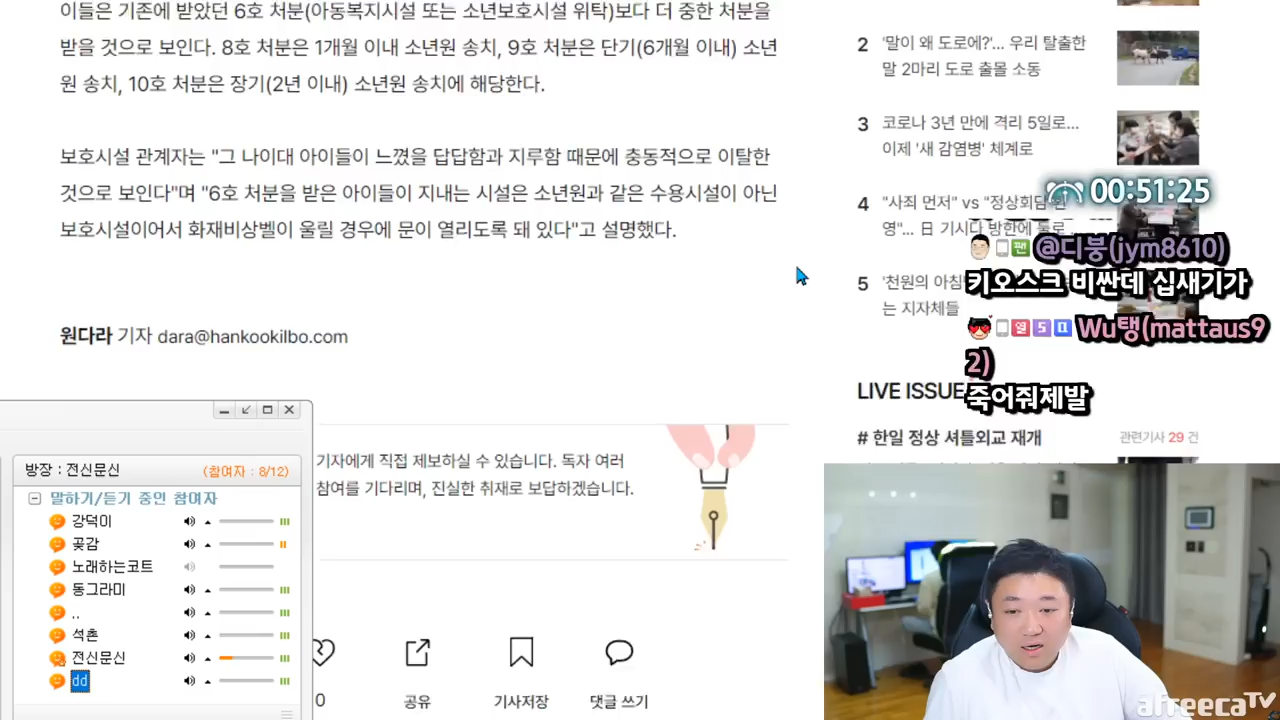 이들은 기존에 받았던 6호 처분(아동복지시설 또는 소년보호시설 위탁)보다 더 중한 처분을
받을 것으로 보인다. 8호 처분은 1개월 이내 소년원 송치, 9호 처분은 단기(6개월 이내) 소년
원 송치, 10호 처분은 장기(2년 이내) 소년원 송치에 해당한다.
보호시설 관계자는 "그 나이대 아이들이 느꼈을 답답함과 지루함 때문에 충동적으로 이탈한
것으로 보인다"며 "6호 처분을 받은 아이들이 지내는 시설은 소년원과 같은 수용시설이 아닌
보호시설이어서 화재비상벨이 울릴 경우에 문이 열리도록 돼 있다"고 설명했다.
원다라 기자 dara@hankookilbo.com
기자에게 직접 제보하실 수 있습니다. 독자 여러
참여를 기다리며, 진실한 취재로 보답하겠습니다.
0
공유
기사저장
댓글 쓰기
2 '말이 왜 도로에?'... 우리 탈출한
말 2마리 도로 출몰 소동
3 코로나 3년 만에 격리 5일로...
이제 '새 감염병' 체계로
4 "사죄 먼저" vs "정상회담 환
영"... 日 기시다 방한에 둘로
5 '천원의 아침
는 지자체들
LIVE ISSUE
# 한일 정상 셔틀외교 재개
관련기사 29 건
00:51:25
팬 @디붕(jym8610)
키오스크 비싼데 십새기가
열 5 Wu탱(mattaus9
2)
죽어줘제발
방장 : 전신문신
(참여자 : 8/12)
말하기/듣기 중인 참여자
강덕이
곶감
노래하는코트
동그라미
..
석촌
전신문신
dd
afreecaTV